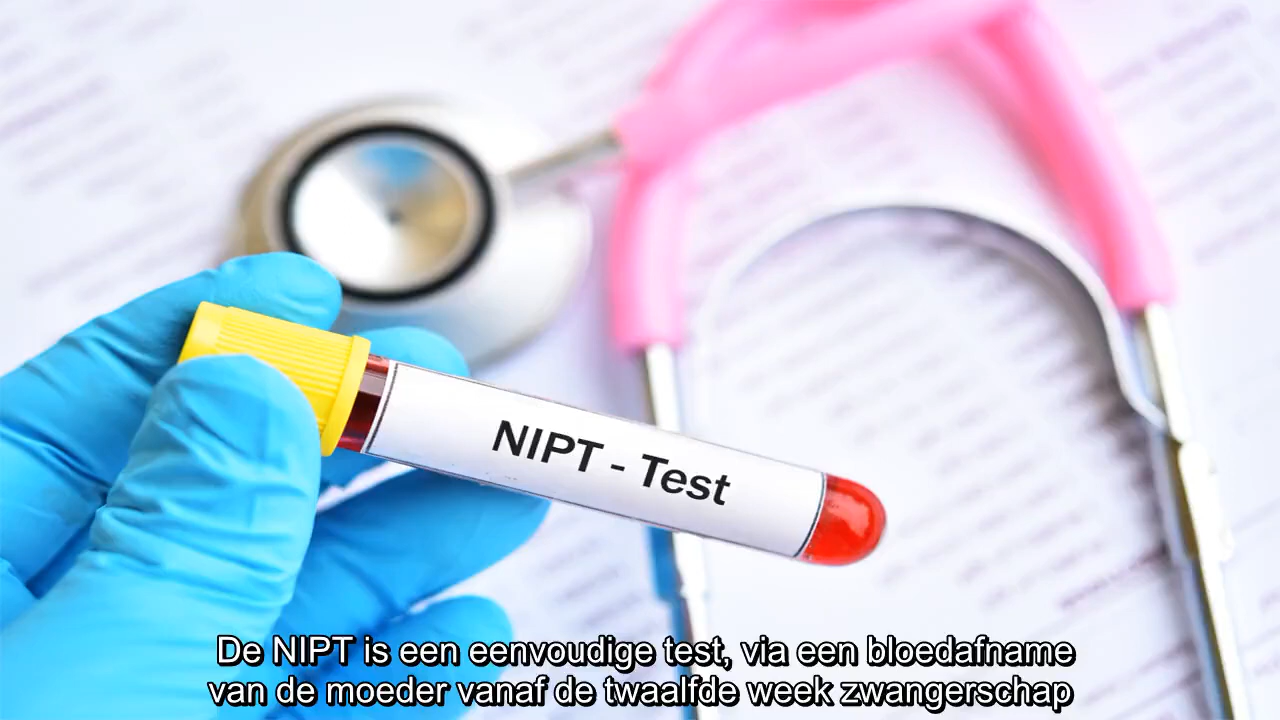 NIPT - Test
De NIPT is een eenvoudige test, via een bloedafname
van de moeder vanaf de twaalfde week zwangerschap